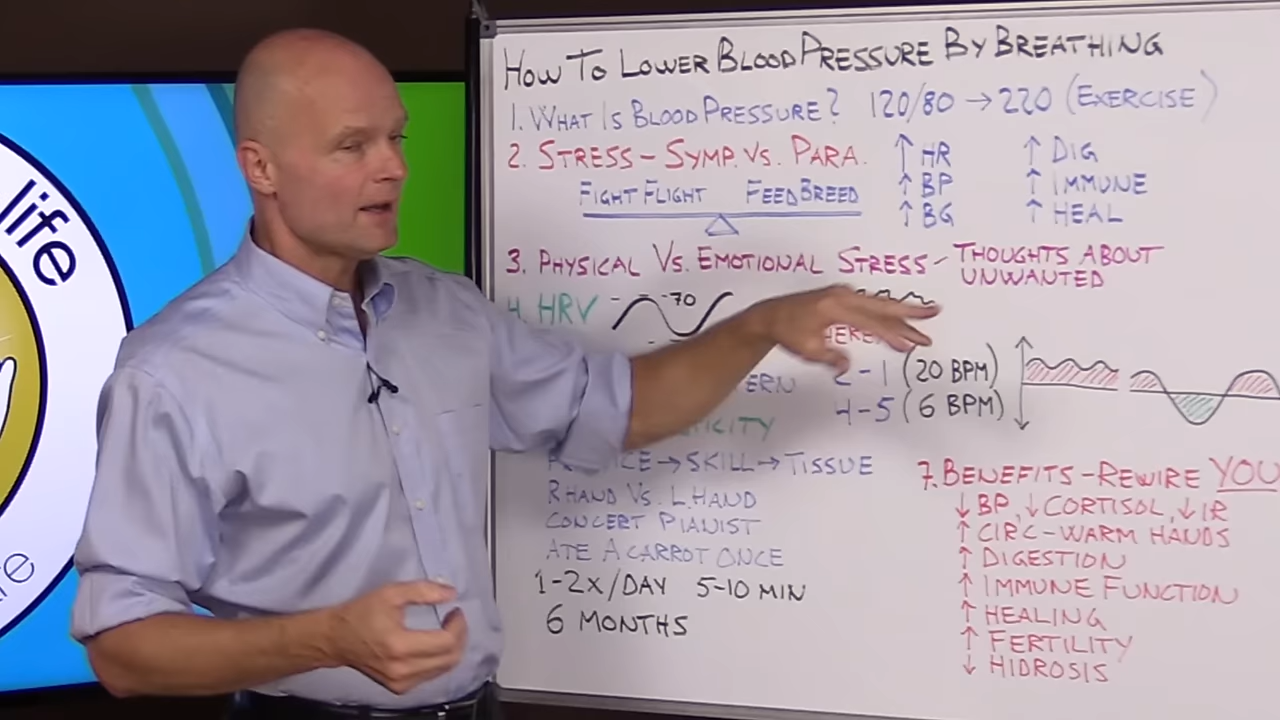 life
re
How To Lower Blood Pressure By Breathing
1. What Is Blood Pressure? 120/80 → 220 (Exercise)
2. Stress - Symp. Vs. Para.
Fight Flight Feed Breed
↑ HR ↑ Dig
↑ BP ↑ Immune
↑ BG ↑ Heal
3. Physical Vs. Emotional Stress - Thoughts About
Unwanted
4. HRV 70
2-1 (20 BPM)
4-5 (6 BPM)
→ Skill → Tissue
R Hand Vs. L Hand
Concert Pianist
Ate A Carrot Once
1-2x/Day 5-10 Min
6 Months
7. Benefits - Rewire You
↓ BP, ↓ Cortisol, ↓ IR
↑ Circ - Warm Hands
↑ Digestion
↑ Immune Function
↑ Healing
↑ Fertility
↓ Hidrosis